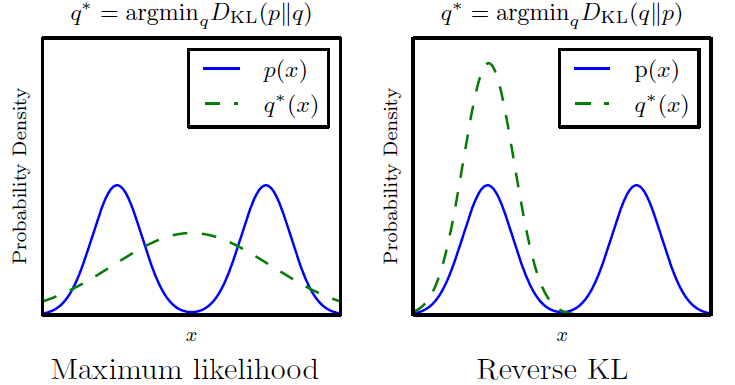 q* = argmin_q D_KL(p‖q)
p(x)
q*(x)
Probability Density
x
Maximum likelihood
q* = argmin_q D_KL(q‖p)
p(x)
q*(x)
Probability Density
x
Reverse KL